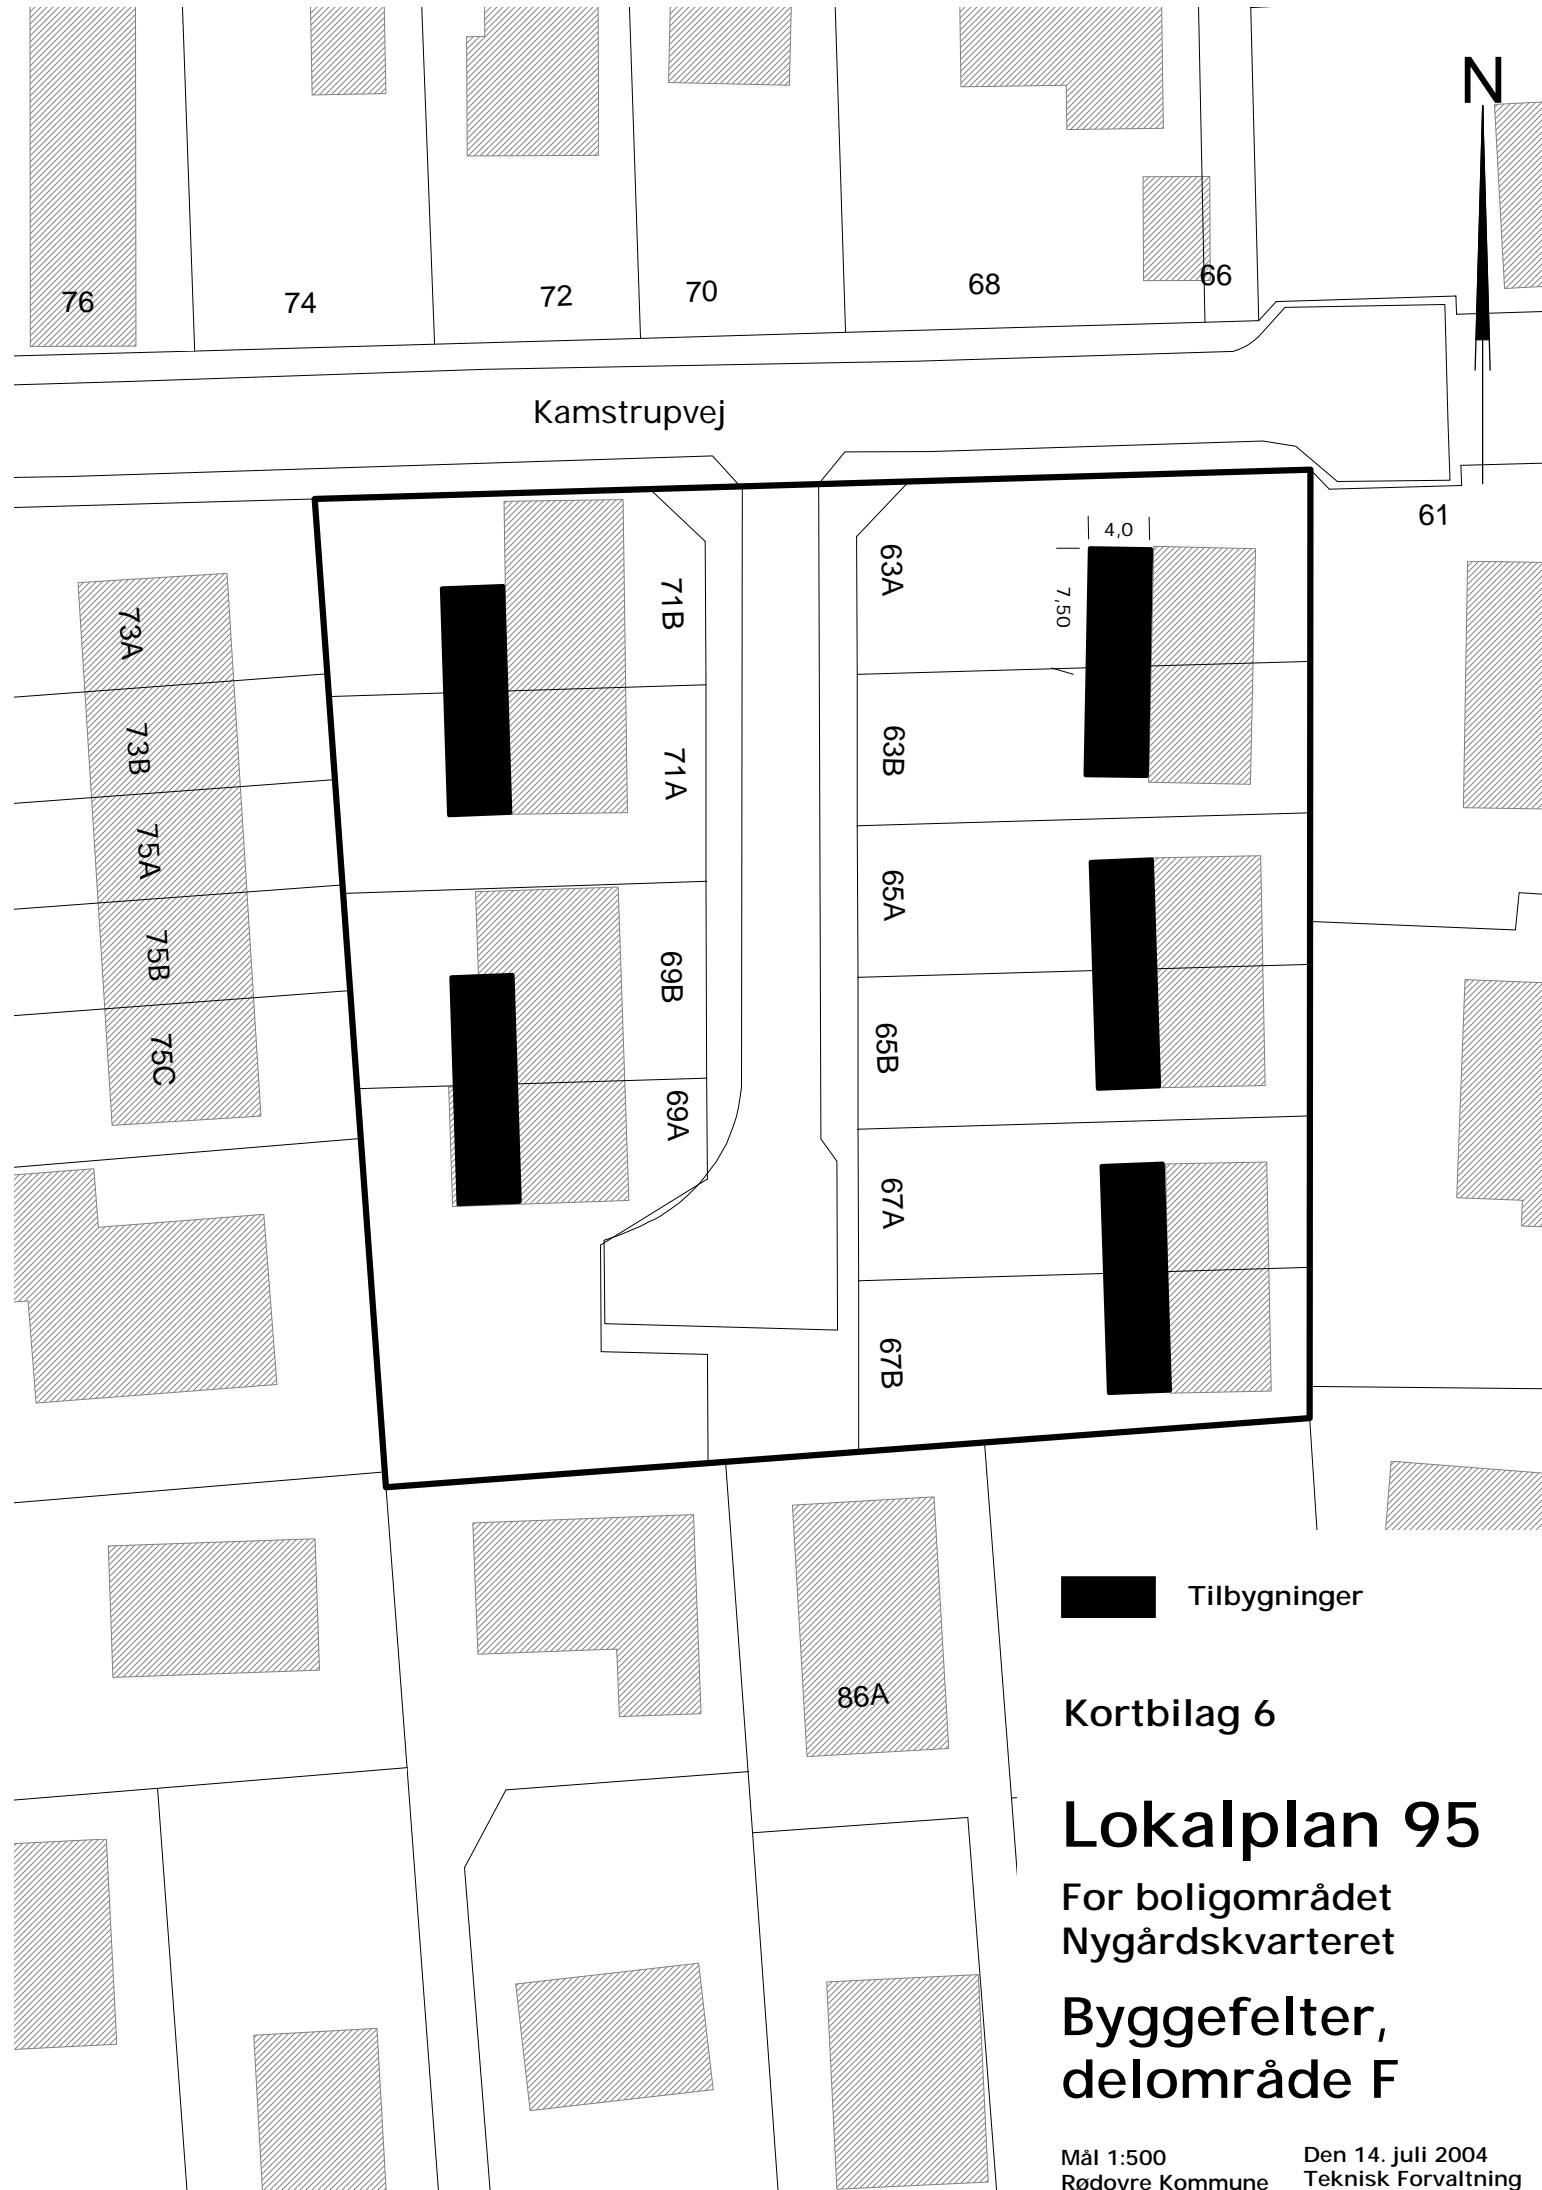 N
76
74
72
70
68
66
Kamstrupvej
61
4,0
7,50
63A
63B
65A
65B
67A
67B
71B
71A
69B
69A
73A
73B
75A
75B
75C
86A
Tilbygninger
Kortbilag 6
Lokalplan 95
For boligområdet
Nygårdskvarteret
Byggefelter,
delområde F
Mål 1:500
Rødovre Kommune
Den 14. juli 2004
Teknisk Forvaltning